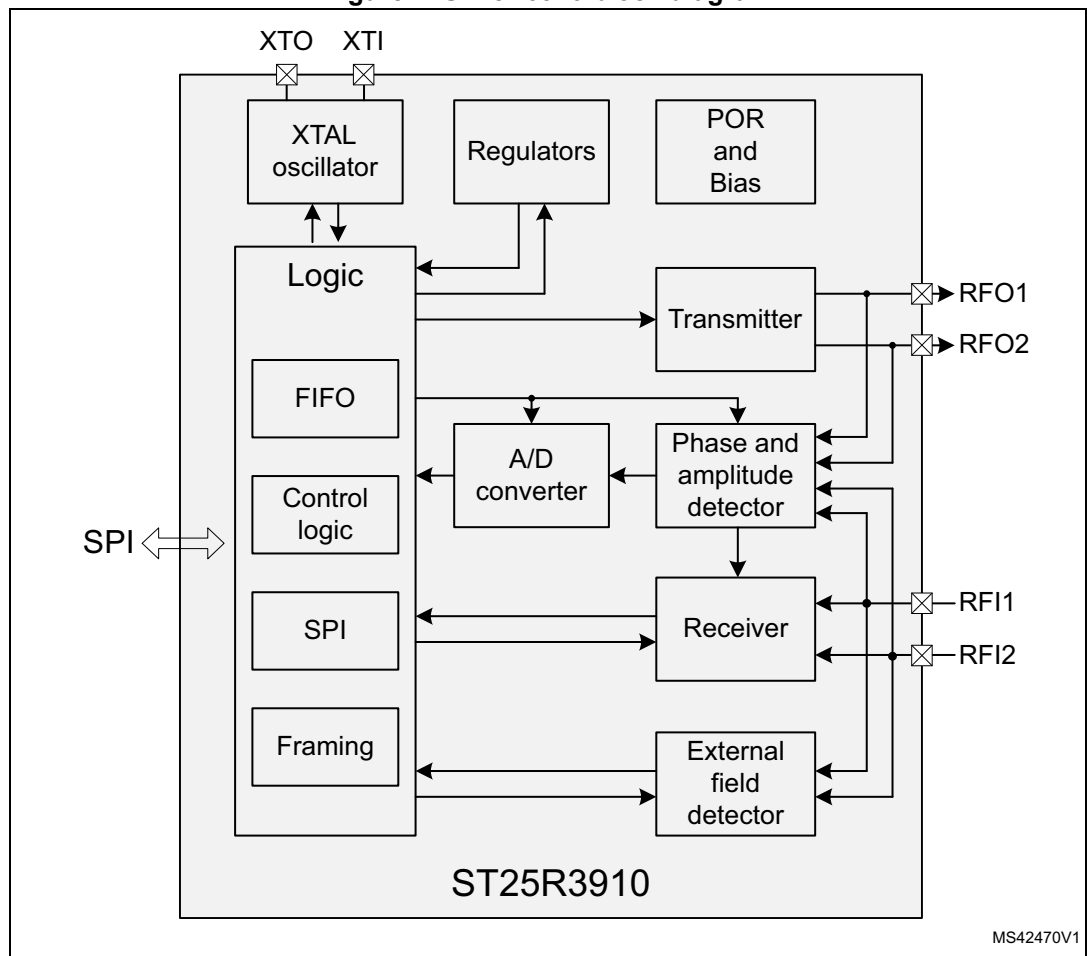 XTO XTI
XTAL
oscillator
Regulators
POR
and
Bias
Logic
Transmitter
RFO1
RFO2
FIFO
A/D
converter
Phase and
amplitude
detector
Control
logic
SPI
SPI
Receiver
RFI1
RFI2
Framing
External
field
detector
ST25R3910
MS42470V1